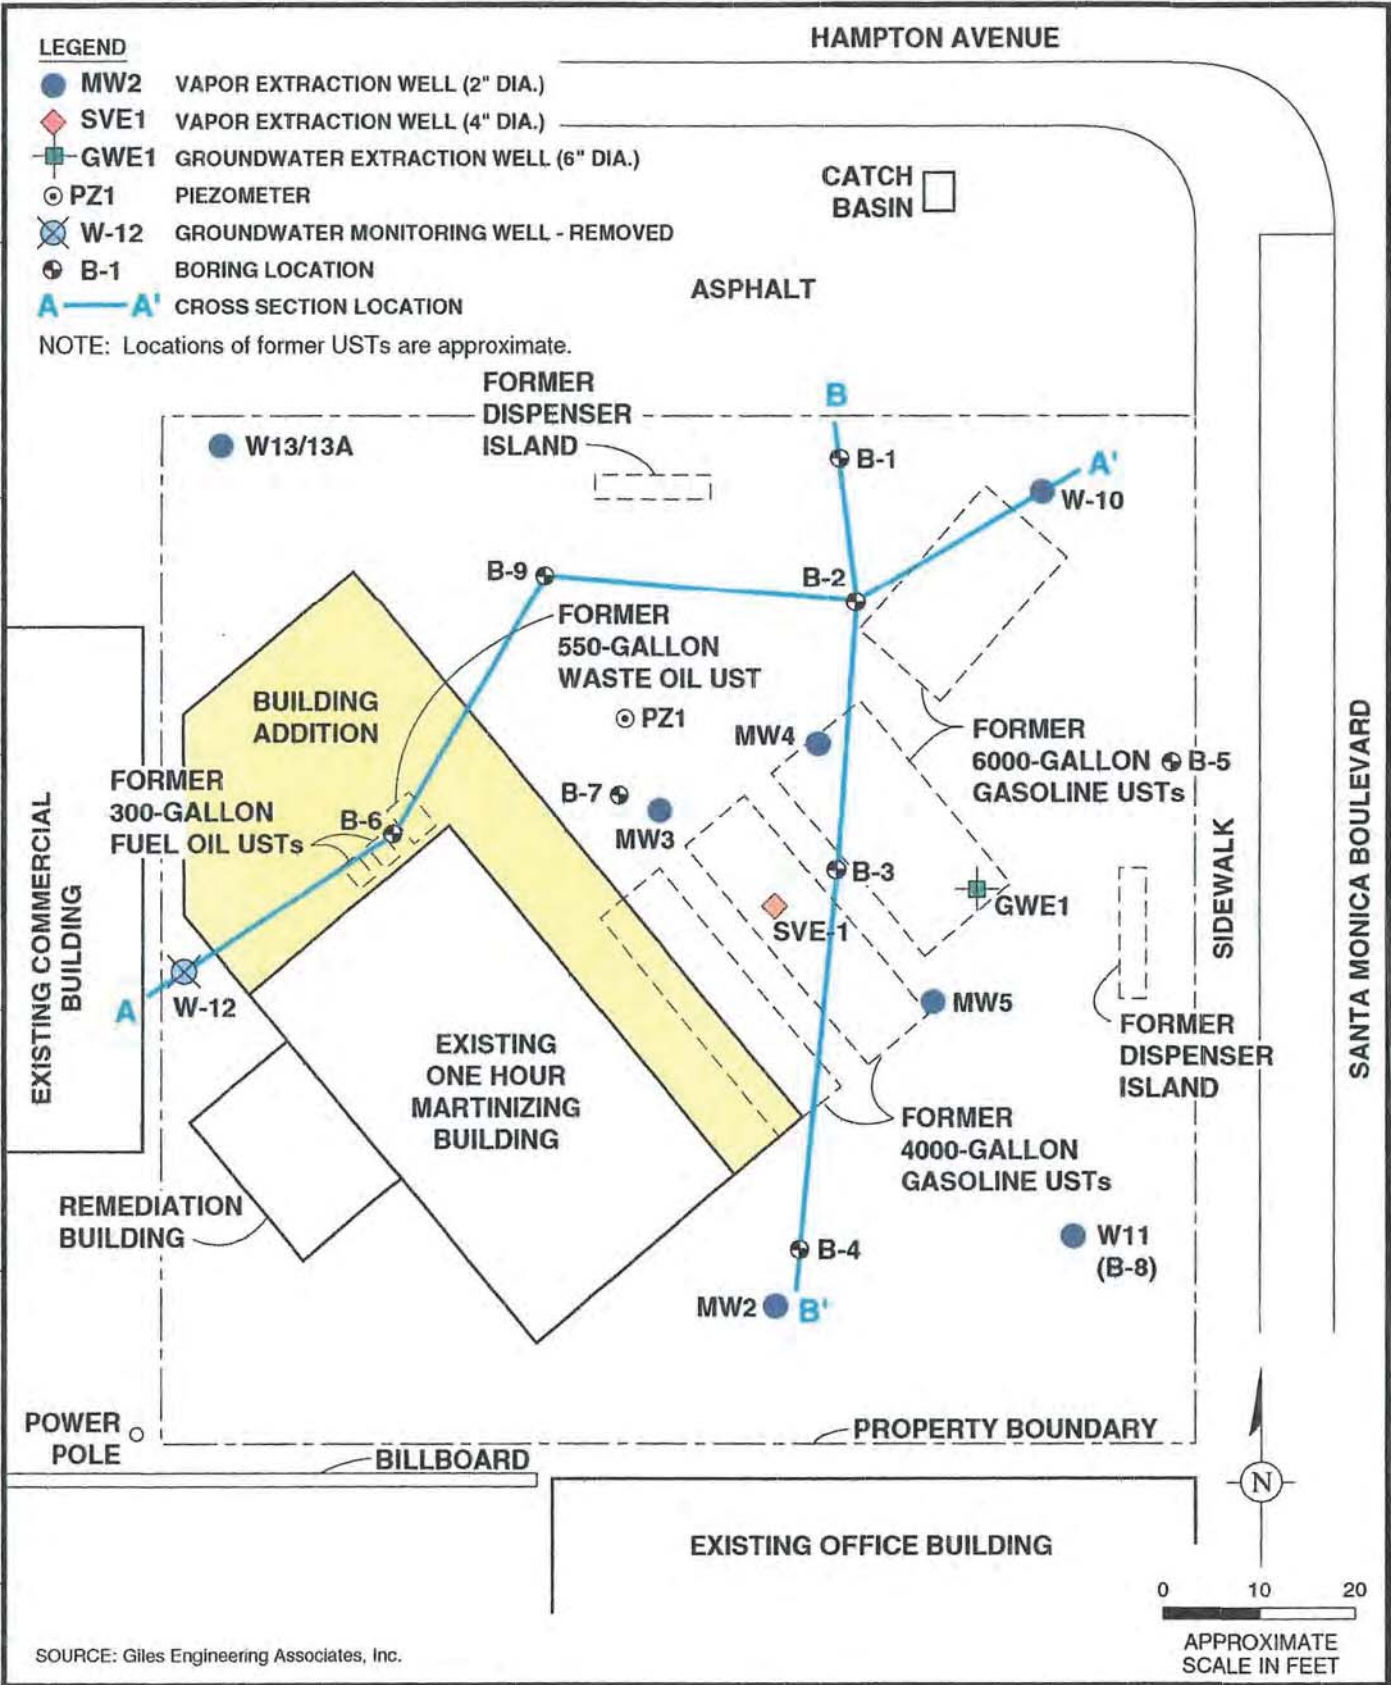 LEGEND
MW2 VAPOR EXTRACTION WELL (2" DIA.)
SVE1 VAPOR EXTRACTION WELL (4" DIA.)
GWE1 GROUNDWATER EXTRACTION WELL (6" DIA.)
PZ1 PIEZOMETER
W-12 GROUNDWATER MONITORING WELL - REMOVED
B-1 BORING LOCATION
A A' CROSS SECTION LOCATION
NOTE: Locations of former USTs are approximate.
HAMPTON AVENUE
CATCH
BASIN
ASPHALT
FORMER
DISPENSER
ISLAND
B
W13/13A
B-1
A'
W-10
B-9
B-2
FORMER
550-GALLON
WASTE OIL UST
BUILDING
ADDITION
PZ1
MW4
FORMER
6000-GALLON
GASOLINE USTs
B-5
FORMER
300-GALLON
FUEL OIL USTs
B-6
B-7
MW3
B-3
SVE-1
GWE1
SIDEWALK
SANTA MONICA BOULEVARD
EXISTING COMMERCIAL
BUILDING
A
W-12
MW5
FORMER
DISPENSER
ISLAND
EXISTING
ONE HOUR
MARTINIZING
BUILDING
FORMER
4000-GALLON
GASOLINE USTs
REMEDIATION
BUILDING
B-4
W11
(B-8)
MW2
B'
POWER
POLE
PROPERTY BOUNDARY
BILLBOARD
N
EXISTING OFFICE BUILDING
0 10 20
APPROXIMATE
SCALE IN FEET
SOURCE: Giles Engineering Associates, Inc.